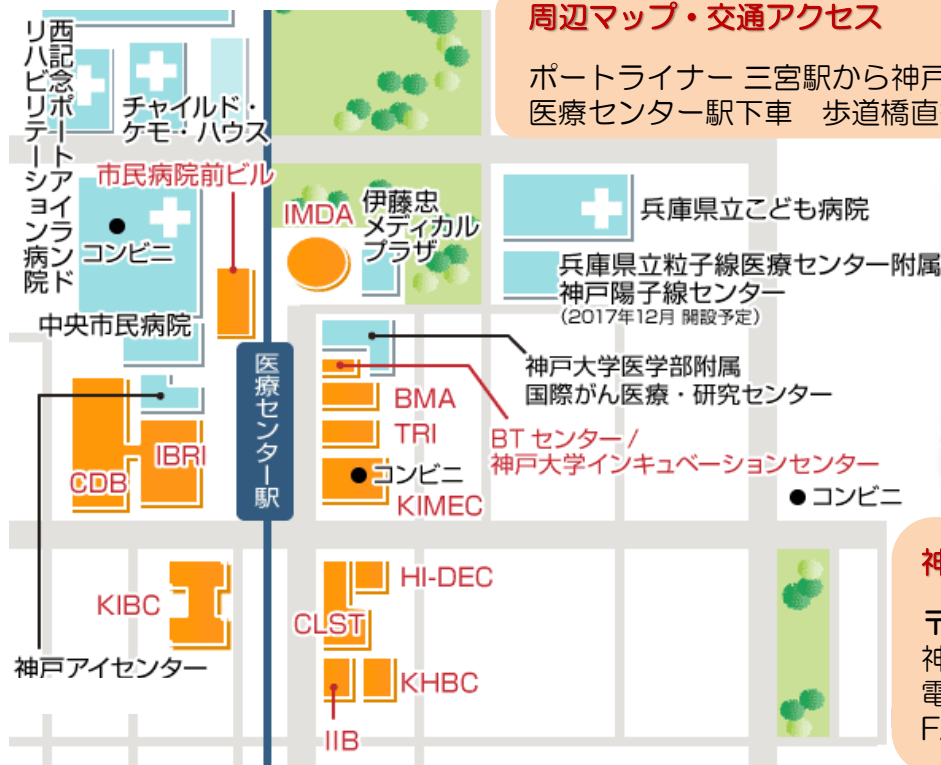 周辺マップ・交通アクセス
ポートライナー 三宮駅から神戸
医療センター駅下車　歩道橋直
西記念ポートアイランド
リハビリテーション病院
チャイルド・
ケモ・ハウス
市民病院前ビル
コンビニ
中央市民病院
IMDA
伊藤忠
メディカル
プラザ
兵庫県立こども病院
兵庫県立粒子線医療センター附属
神戸陽子線センター
(2017年12月 開設予定)
神戸大学医学部附属
国際がん医療・研究センター
医療センター駅
BMA
TRI
BTセンター/
神戸大学インキュベーションセンター
CDB
IBRI
コンビニ
KIMEC
コンビニ
KIBC
神戸アイセンター
HI-DEC
CLST
KHBC
IIB
神
〒
神
電
F